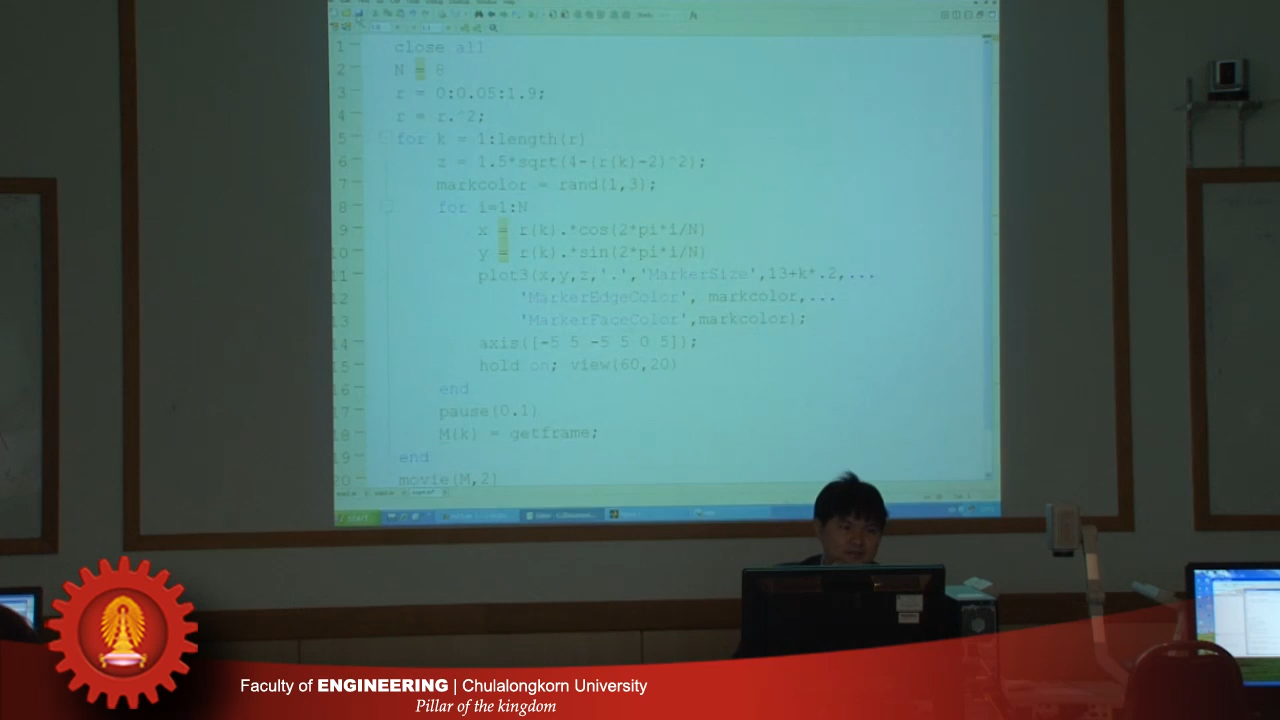 1 close all
2 N = 8
3 r = 0:0.05:1.9;
4 r = r.^2;
5 for k = 1:length(r)
6 z = 1.5*sqrt(4-(r(k)-2)^2);
7 markcolor = rand(1,3);
8 for i=1:N
9 x = r(k).*cos(2*pi*i/N)
10 y = r(k).*sin(2*pi*i/N)
11 plot3(x,y,z,'.','MarkerSize',13+k*.2,...
12 'MarkerEdgeColor', markcolor,...
13 'MarkerFaceColor',markcolor);
14 axis([-5 5 -5 5 0 5]);
15 hold on; view(60,20)
16 end
17 pause(0.1)
18 M(k) = getframe;
19 end
20 movie(M,2)
start
Faculty of ENGINEERING | Chulalongkorn University
Pillar of the kingdom